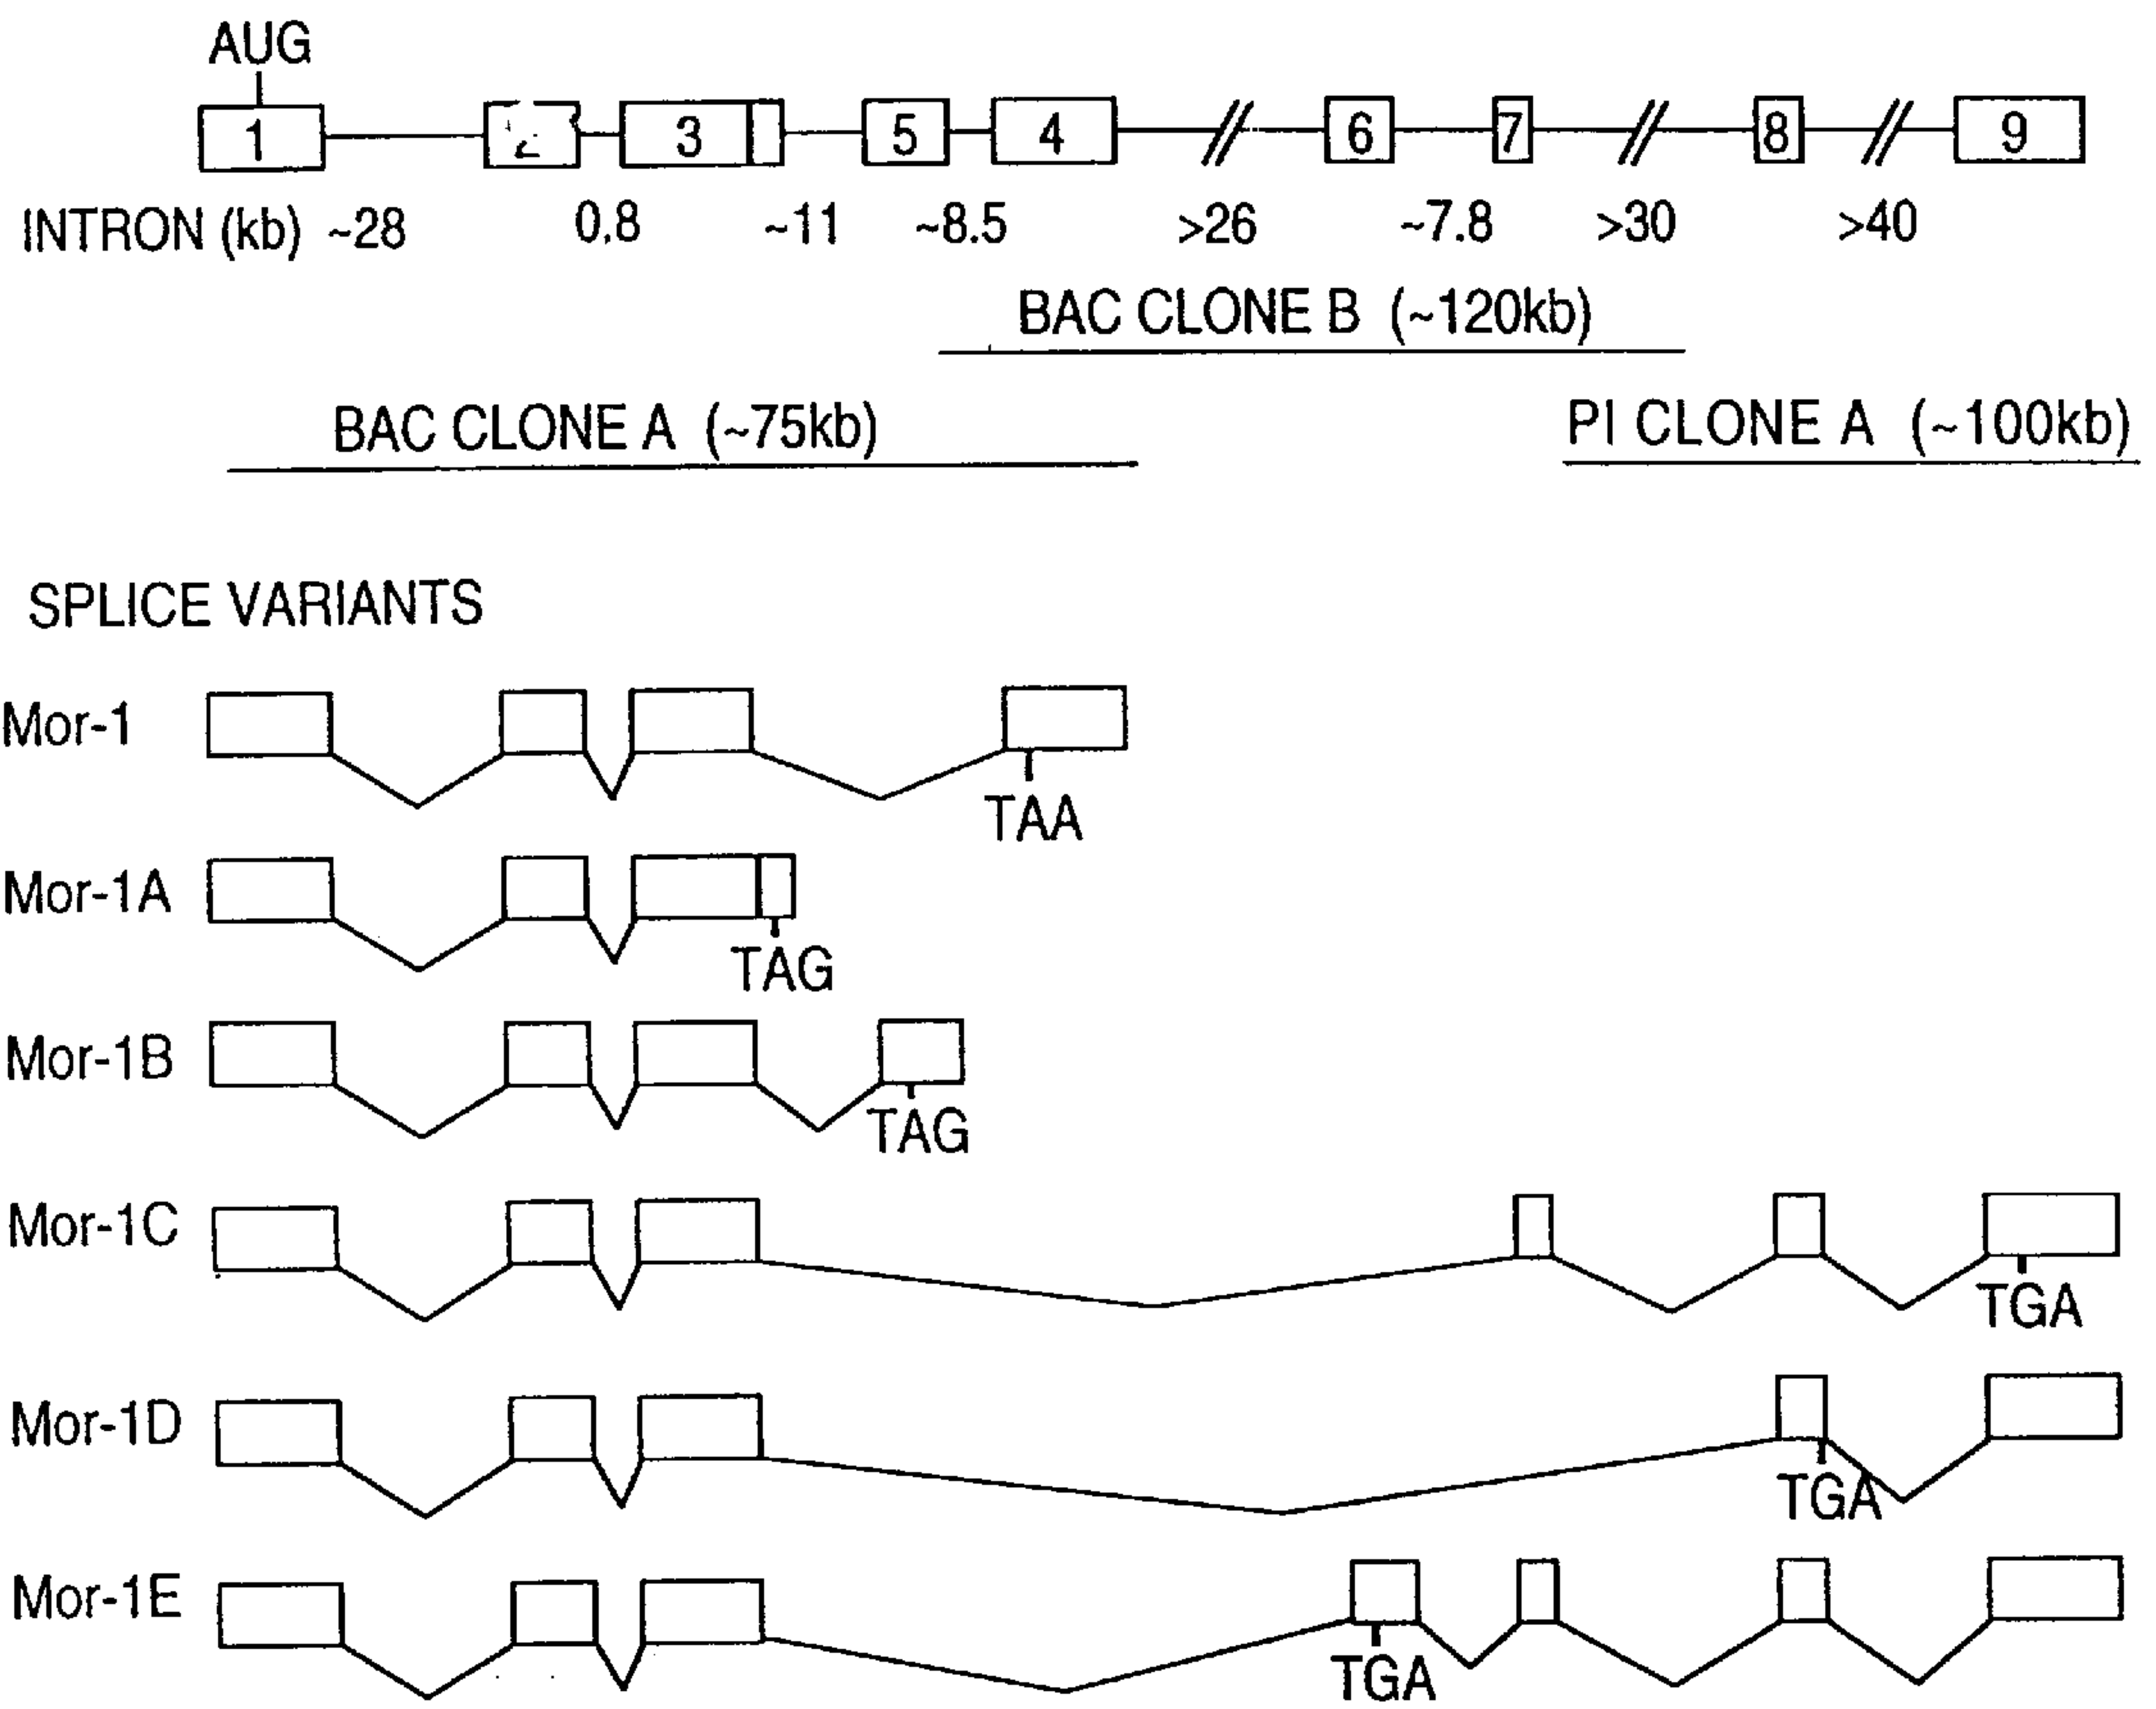 AUG
1 2 3 5 4 6 7 8 9
INTRON (kb) ~28 0.8 ~11 ~8.5 >26 ~7.8 >30 >40
BAC CLONE B (~120kb)
BAC CLONE A (~75kb) PI CLONE A (~100kb)
SPLICE VARIANTS
Mor-1
TAA
Mor-1A
TAG
Mor-1B
TAG
Mor-1C
TGA
Mor-1D
TGA
Mor-1E
TGA